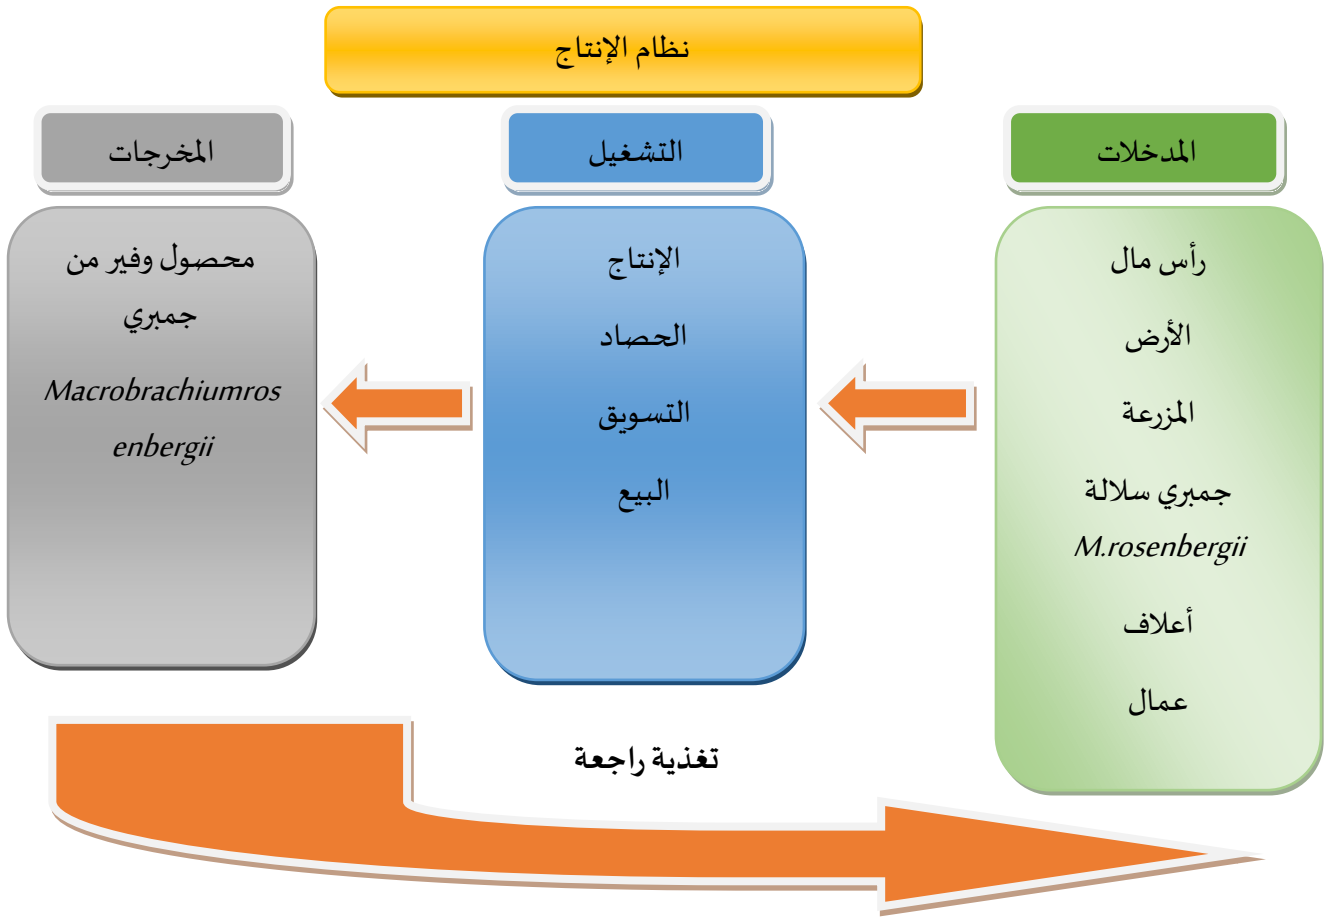 نظام الإنتاج
المدخلات
رأس مال
الأرض
المزرعة
جمبري سلالة
M.rosenbergii
أعلاف
عمال
التشغيل
الإنتاج
الحصاد
التسويق
البيع
المخرجات
محصول وفير من
جمبري
Macrobrachiumros
enbergii
تغذية راجعة